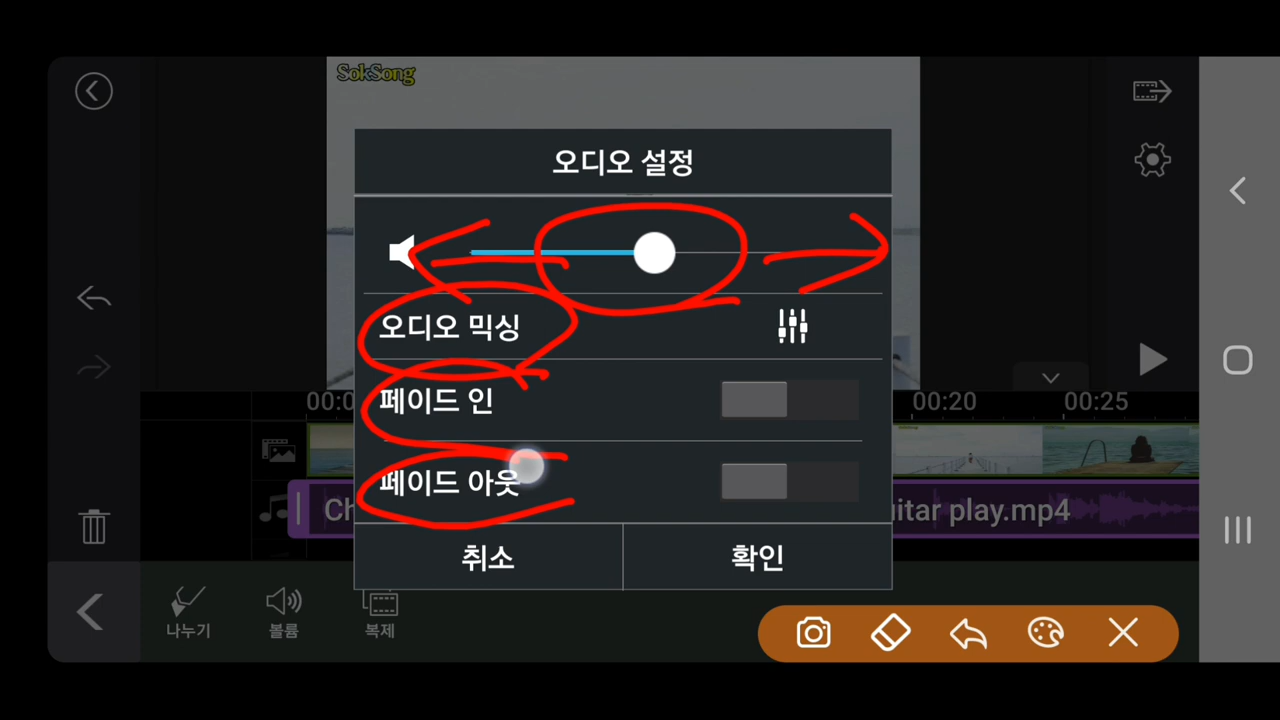 SokSong
오디오 설정
오디오 믹싱
페이드 인
00:20
00:25
페이드 아웃
uitar play.mp4
취소
확인
나누기
볼륨
복제